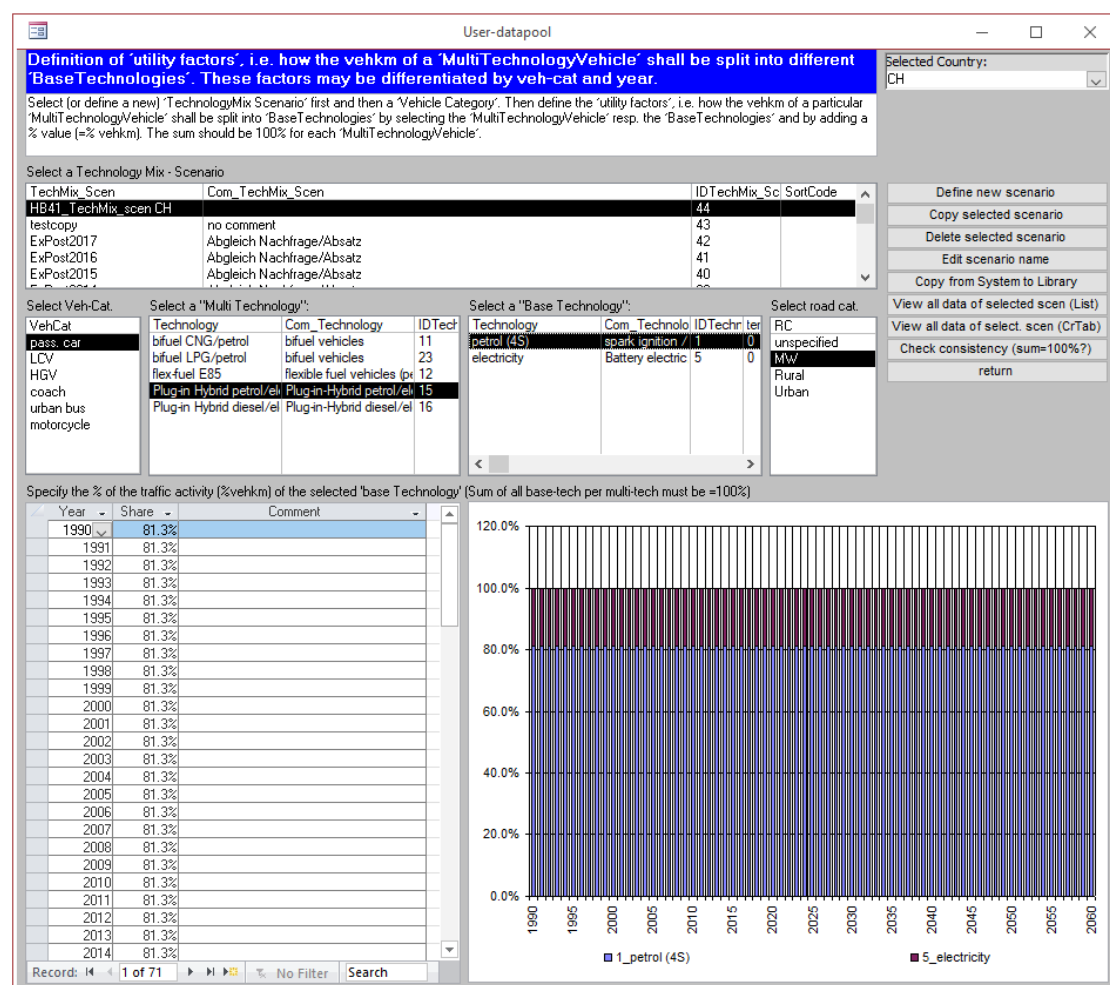 User-datapool
Definition of ´utility factors´, i.e. how the vehkm of a ´MultiTechnologyVehicle´ shall be split into different
´BaseTechnologies´. These factors may be differentiated by veh-cat and year.
Selected Country:
CH
Select (or define a new) ´TechnologyMix Scenario´ first and then a ´Vehicle Category´. Then define the ´utility factors´, i.e. how the vehkm of a particular
´MultiTechnologyVehicle´ shall be split into ´BaseTechnologies´ by selecting the ´MultiTechnologyVehicle´ resp. the ´BaseTechnologies´ and by adding a
% value (=% vehkm). The sum should be 100% for each ´MultiTechnologyVehicle´.
Select a Technology Mix - Scenario
TechMix_Scen Com_TechMix_Scen IDTechMix_Sc SortCode
HB41_TechMix_scen CH 44
testcopy no comment 43
ExPost2017 Abgleich Nachfrage/Absatz 42
ExPost2016 Abgleich Nachfrage/Absatz 41
ExPost2015 Abgleich Nachfrage/Absatz 40
Define new scenario
Copy selected scenario
Delete selected scenario
Edit scenario name
Copy from System to Library
View all data of selected scen (List)
View all data of select. scen (CrTab)
Check consistency (sum=100%?)
return
Select Veh-Cat.
VehCat
pass. car
LCV
HGV
coach
urban bus
motorcycle
Select a "Multi Technology":
Technology Com_Technology IDTech
bifuel CNG/petrol bifuel vehicles 11
bifuel LPG/petrol bifuel vehicles 23
flex-fuel E85 flexible fuel vehicles (pe 12
Plug-in Hybrid petrol/el Plug-in-Hybrid petrol/el 15
Plug-in Hybrid diesel/el Plug-in-Hybrid diesel/el 16
Select a "Base Technology":
Technology Com_Technolo IDTechn ter
petrol (4S) spark ignition / 1 0
electricity Battery electric 5 0
Select road cat.
RC
unspecified
MW
Rural
Urban
Specify the % of the traffic activity (%vehkm) of the selected 'base Technology' (Sum of all base-tech per multi-tech must be =100%)
Year Share Comment
1990 81.3%
1991 81.3%
1992 81.3%
1993 81.3%
1994 81.3%
1995 81.3%
1996 81.3%
1997 81.3%
1998 81.3%
1999 81.3%
2000 81.3%
2001 81.3%
2002 81.3%
2003 81.3%
2004 81.3%
2005 81.3%
2006 81.3%
2007 81.3%
2008 81.3%
2009 81.3%
2010 81.3%
2011 81.3%
2012 81.3%
2013 81.3%
2014 81.3%
Record: 1 of 71 No Filter Search
120.0%
100.0%
80.0%
60.0%
40.0%
20.0%
0.0%
1990 1995 2000 2005 2010 2015 2020 2025 2030 2035 2040 2045 2050 2055 2060
1_petrol (4S) 5_electricity